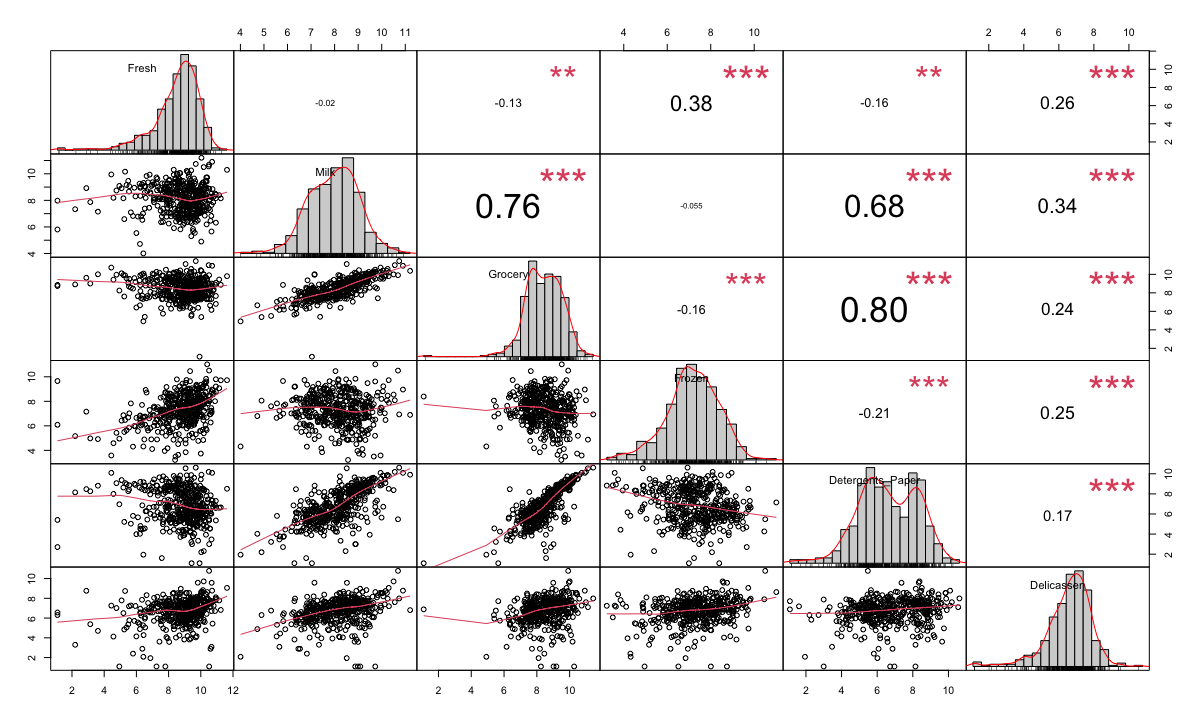 4 5 6 7 8 9 10 11 4 6 8 10 2 4 6 8 10
Fresh ** *** ** ***
-0.02 -0.13 0.38 -0.16 0.26
2 4 6 8 10
Milk *** *** ***
0.76 -0.055 0.68 0.34
4 6 8 10
Grocery *** *** ***
-0.16 0.80 0.24
2 4 6 8 10
Frozen *** ***
-0.21 0.25
4 6 8 10
Detergents_Paper ***
0.17
2 4 6 8 10
Delicassen
2 4 6 8 10
2 4 6 8 10 12 2 4 6 8 10 2 4 6 8 10